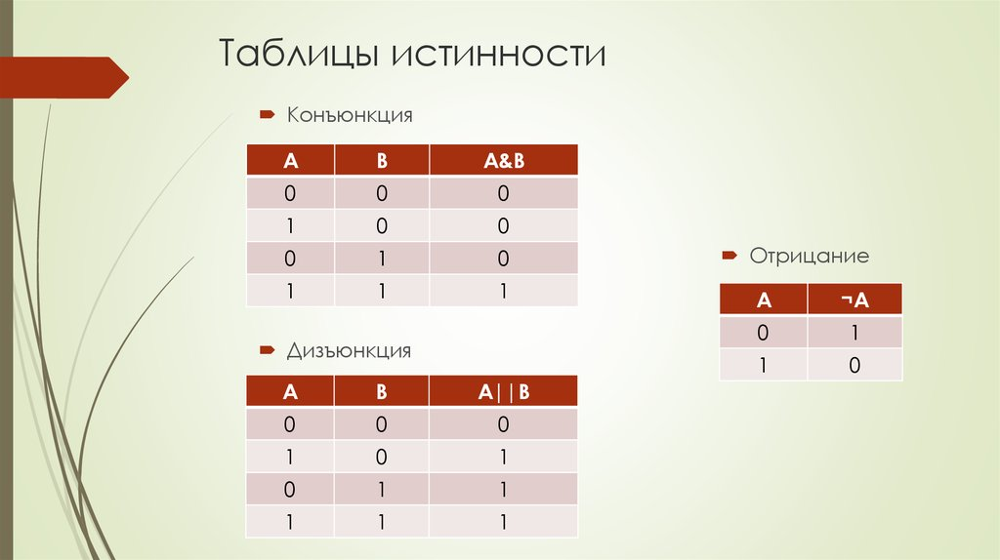 Таблицы истинности
Конъюнкция
A B A&B
0 0 0
1 0 0
0 1 0
1 1 1
Дизъюнкция
A B A||B
0 0 0
1 0 1
0 1 1
1 1 1
Отрицание
A ¬A
0 1
1 0